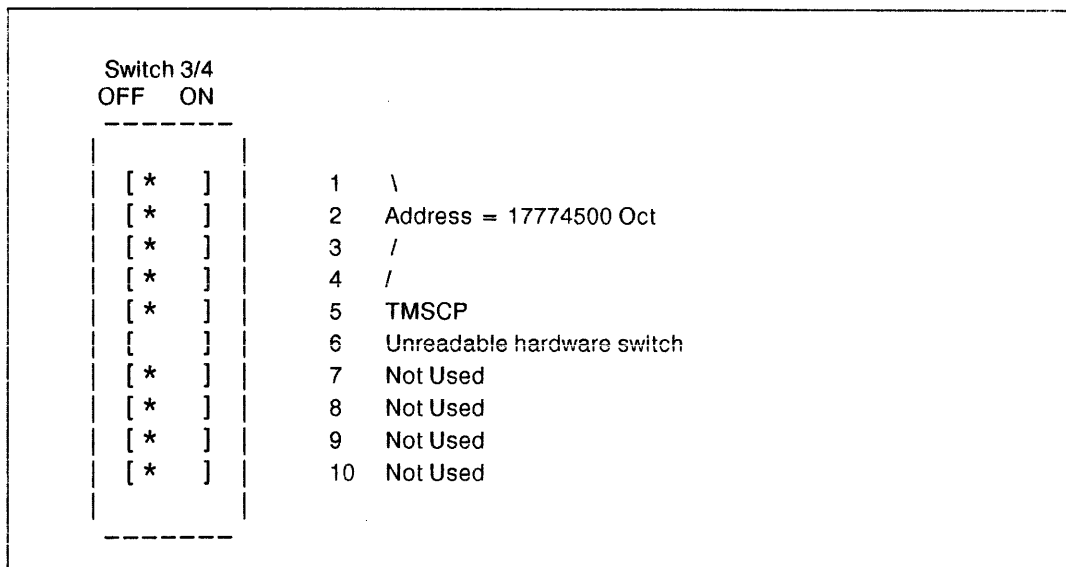 Switch 3/4
OFF ON
-------
[ * ] 1 \
[ * ] 2 Address = 17774500 Oct
[ * ] 3 /
[ * ] 4 /
[ * ] 5 TMSCP
[ ] 6 Unreadable hardware switch
[ * ] 7 Not Used
[ * ] 8 Not Used
[ * ] 9 Not Used
[ * ] 10 Not Used
-------